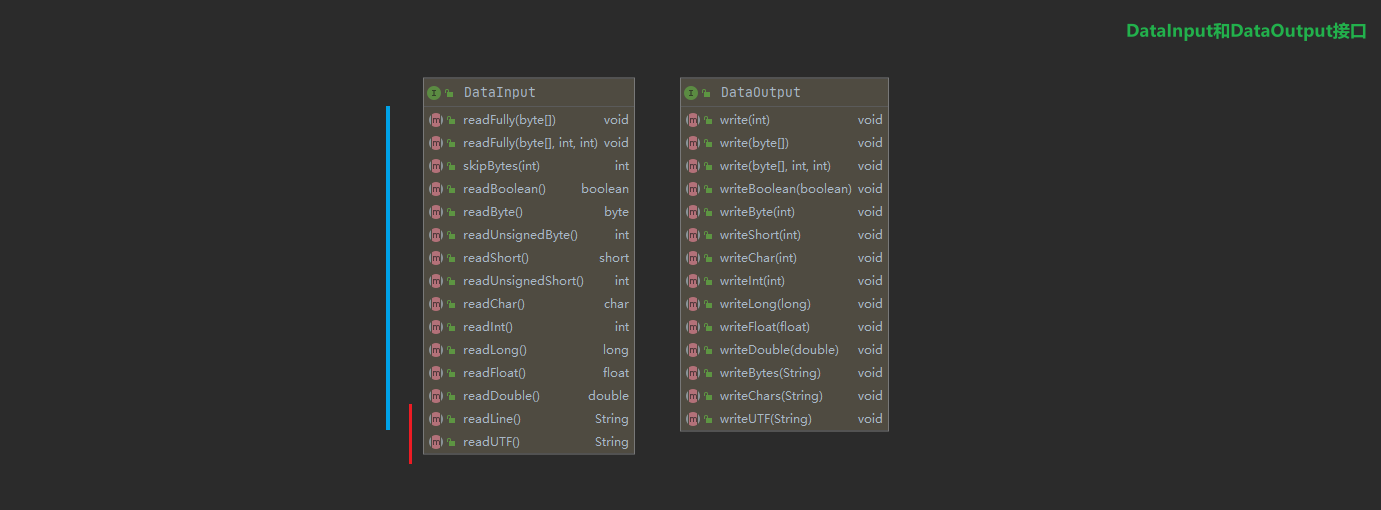 DataInput和DataOutput接口
DataInput
readFully(byte[]) void
readFully(byte[], int, int) void
skipBytes(int) int
readBoolean() boolean
readByte() byte
readUnsignedByte() int
readShort() short
readUnsignedShort() int
readChar() char
readInt() int
readLong() long
readFloat() float
readDouble() double
readLine() String
readUTF() String
DataOutput
write(int) void
write(byte[]) void
write(byte[], int, int) void
writeBoolean(boolean) void
writeByte(int) void
writeShort(int) void
writeChar(int) void
writeInt(int) void
writeLong(long) void
writeFloat(float) void
writeDouble(double) void
writeBytes(String) void
writeChars(String) void
writeUTF(String) void